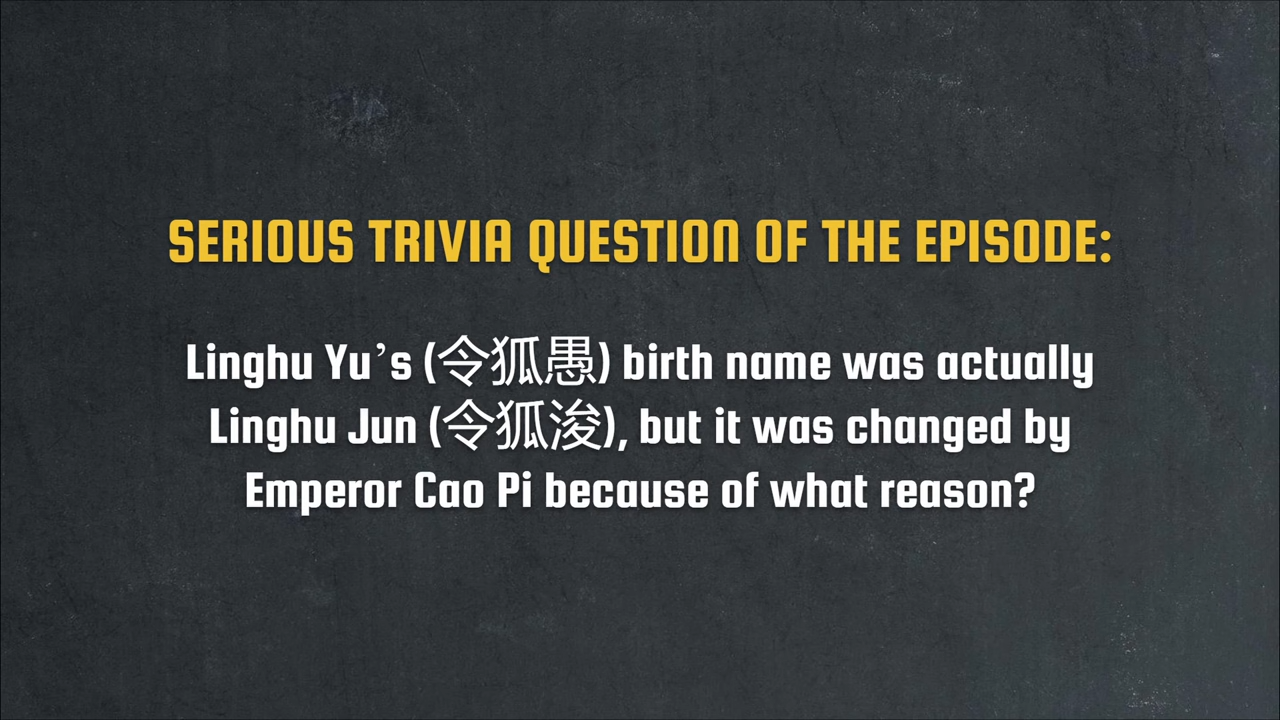 SERIOUS TRIVIA QUESTION OF THE EPISODE:
Linghu Yu’s (令狐愚) birth name was actually
Linghu Jun (令狐浚), but it was changed by
Emperor Cao Pi because of what reason?